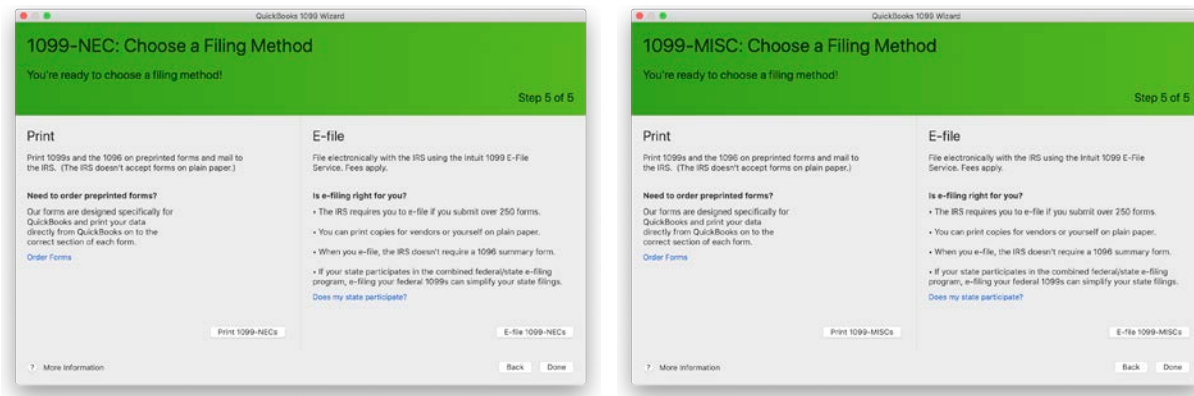 QuickBooks 1099 Wizard
1099-NEC: Choose a Filing Method
You're ready to choose a filing method!
Step 5 of 5
Print
Print 1099s and the 1096 on preprinted forms and mail to
the IRS. (The IRS doesn't accept forms on plain paper.)
Need to order preprinted forms?
Our forms are designed specifically for
QuickBooks and print your data
directly from QuickBooks on to the
correct section of each form.
Order Forms
Print 1099-NECs
E-file
File electronically with the IRS using the Intuit 1099 E-File
Service. Fees apply.
Is e-filing right for you?
• The IRS requires you to e-file if you submit over 250 forms.
• You can print copies for vendors or yourself on plain paper.
• When you e-file, the IRS doesn't require a 1096 summary form.
• If your state participates in the combined federal/state e-filing
program, e-filing your federal 1099s can simplify your state filings.
Does my state participate?
E-file 1099-NECs
? More Information
Back Done
QuickBooks 1099 Wizard
1099-MISC: Choose a Filing Method
You're ready to choose a filing method!
Step 5 of 5
Print
Print 1099s and the 1096 on preprinted forms and mail to
the IRS. (The IRS doesn't accept forms on plain paper.)
Need to order preprinted forms?
Our forms are designed specifically for
QuickBooks and print your data
directly from QuickBooks on to the
correct section of each form.
Order Forms
Print 1099-MISCs
E-file
File electronically with the IRS using the Intuit 1099 E-File
Service. Fees apply.
Is e-filing right for you?
• The IRS requires you to e-file if you submit over 250 forms.
• You can print copies for vendors or yourself on plain paper.
• When you e-file, the IRS doesn't require a 1096 summary form.
• If your state participates in the combined federal/state e-filing
program, e-filing your federal 1099s can simplify your state filings.
Does my state participate?
E-file 1099-MISCs
? More Information
Back Done